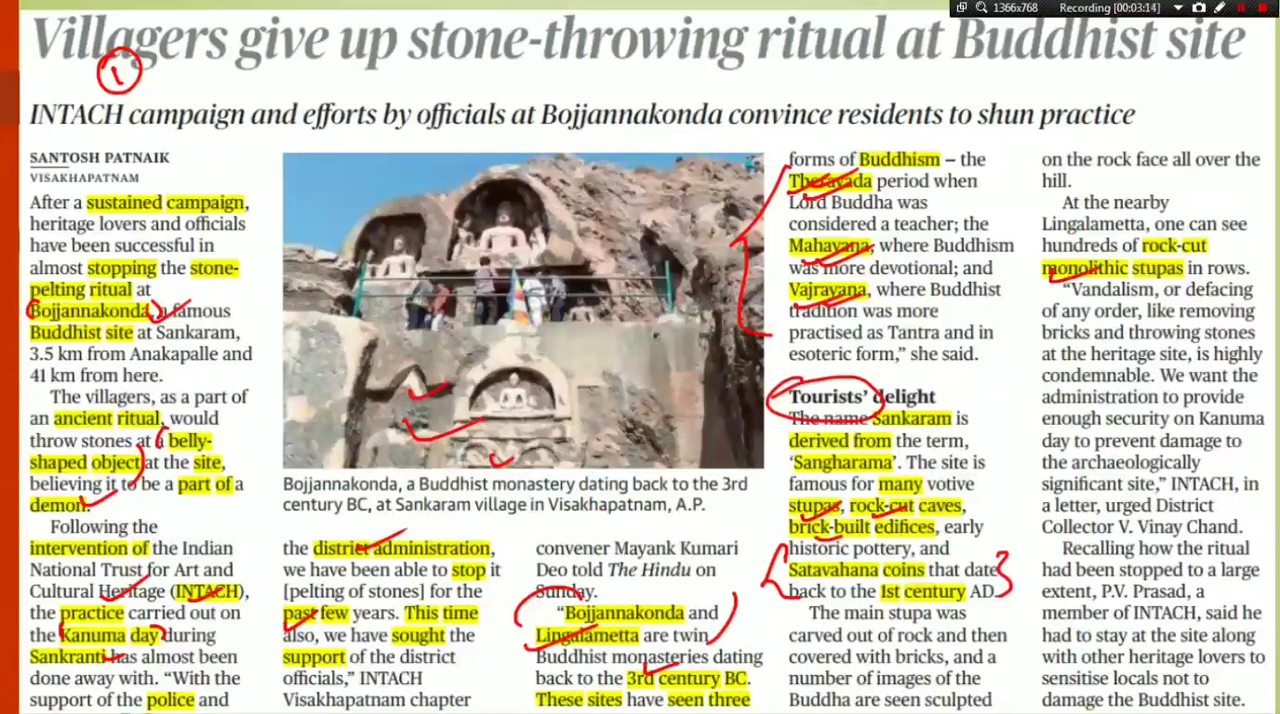 1366x768 Recording [00:03:14]
Villagers give up stone-throwing ritual at Buddhist site
1
INTACH campaign and efforts by officials at Bojjannakonda convince residents to shun practice
SANTOSH PATNAIK
VISAKHAPATNAM
After a sustained campaign,
heritage lovers and officials
have been successful in
almost stopping the stone-
pelting ritual at
Bojjannakonda, a famous
Buddhist site at Sankaram,
3.5 km from Anakapalle and
41 km from here.
The villagers, as a part of
an ancient ritual, would
throw stones at a belly-
shaped object at the site,
believing it to be a part of a
demon.
Following the
intervention of the Indian
National Trust for Art and
Cultural Heritage (INTACH),
the practice carried out on
the Kanuma day during
Sankranti has almost been
done away with. “With the
support of the police and
Bojjannakonda, a Buddhist monastery dating back to the 3rd
century BC, at Sankaram village in Visakhapatnam, A.P.
the district administration,
we have been able to stop it
[pelting of stones] for the
past few years. This time
also, we have sought the
support of the district
officials,” INTACH
Visakhapatnam chapter
convener Mayank Kumari
Deo told The Hindu on
Sunday.
“Bojjannakonda and
Lingalametta are twin
Buddhist monasteries dating
back to the 3rd century BC.
These sites have seen three
forms of Buddhism – the
Theravada period when
Lord Buddha was
considered a teacher; the
Mahayana, where Buddhism
was more devotional; and
Vajrayana, where Buddhist
tradition was more
practised as Tantra and in
esoteric form,” she said.
Tourists’ delight
The name Sankaram is
derived from the term,
‘Sangharama’. The site is
famous for many votive
stupas, rock-cut caves,
brick-built edifices, early
historic pottery, and
Satavahana coins that date
back to the 1st century AD.
The main stupa was
carved out of rock and then
covered with bricks, and a
number of images of the
Buddha are seen sculpted
on the rock face all over the
hill.
At the nearby
Lingalametta, one can see
hundreds of rock-cut
monolithic stupas in rows.
“Vandalism, or defacing
of any order, like removing
bricks and throwing stones
at the heritage site, is highly
condemnable. We want the
administration to provide
enough security on Kanuma
day to prevent damage to
the archaeologically
significant site,” INTACH, in
a letter, urged District
Collector V. Vinay Chand.
Recalling how the ritual
had been stopped to a large
extent, P.V. Prasad, a
member of INTACH, said he
had to stay at the site along
with other heritage lovers to
sensitise locals not to
damage the Buddhist site.